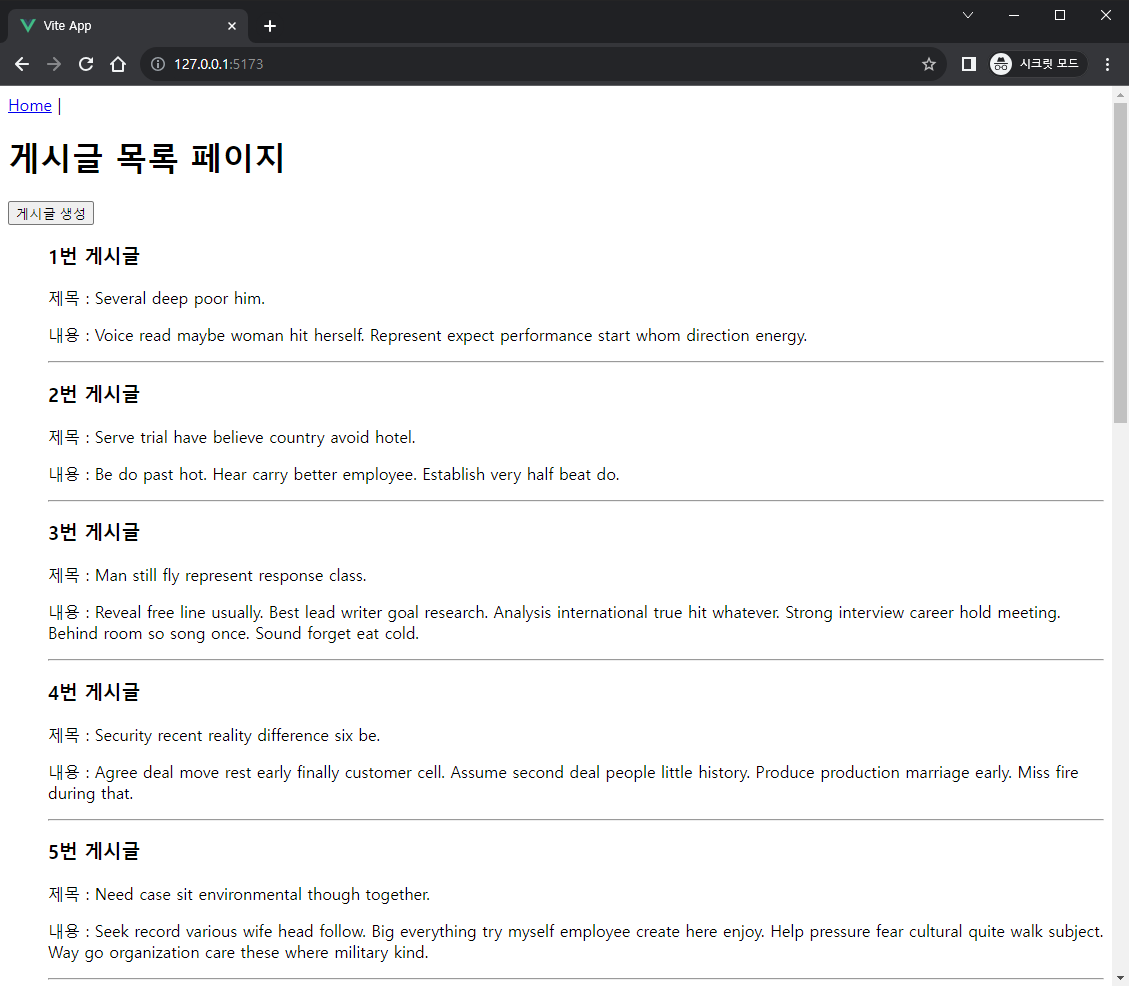 Vite App
127.0.0.1:5173
시크릿 모드
Home |
게시글 목록 페이지
게시글 생성
1번 게시글
제목 : Several deep poor him.
내용 : Voice read maybe woman hit herself. Represent expect performance start whom direction energy.
2번 게시글
제목 : Serve trial have believe country avoid hotel.
내용 : Be do past hot. Hear carry better employee. Establish very half beat do.
3번 게시글
제목 : Man still fly represent response class.
내용 : Reveal free line usually. Best lead writer goal research. Analysis international true hit whatever. Strong interview career hold meeting.
Behind room so song once. Sound forget eat cold.
4번 게시글
제목 : Security recent reality difference six be.
내용 : Agree deal move rest early finally customer cell. Assume second deal people little history. Produce production marriage early. Miss fire
during that.
5번 게시글
제목 : Need case sit environmental though together.
내용 : Seek record various wife head follow. Big everything try myself employee create here enjoy. Help pressure fear cultural quite walk subject.
Way go organization care these where military kind.